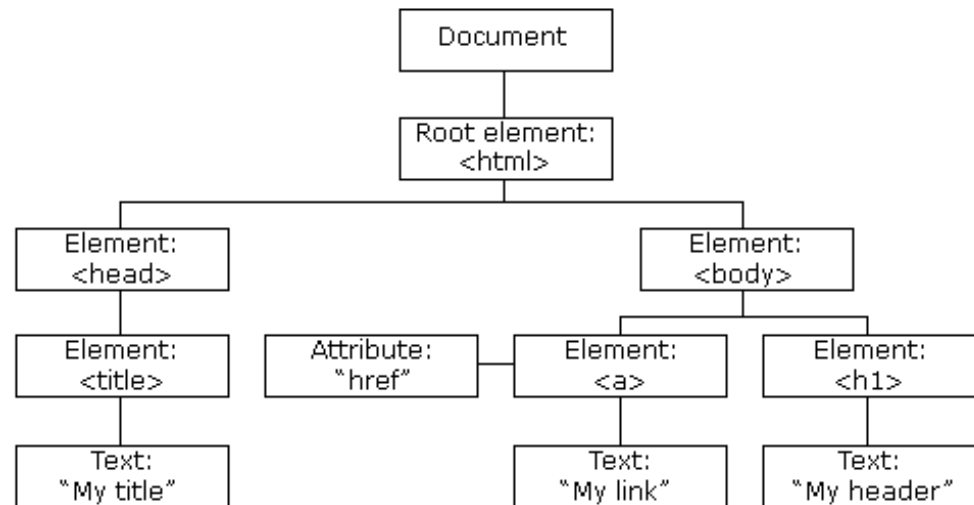 Document
Root element:
<html>
Element:
<head>
Element:
<body>
Element:
<title>
Attribute:
“href”
Element:
<a>
Element:
<h1>
Text:
“My title”
Text:
“My link”
Text:
“My header”